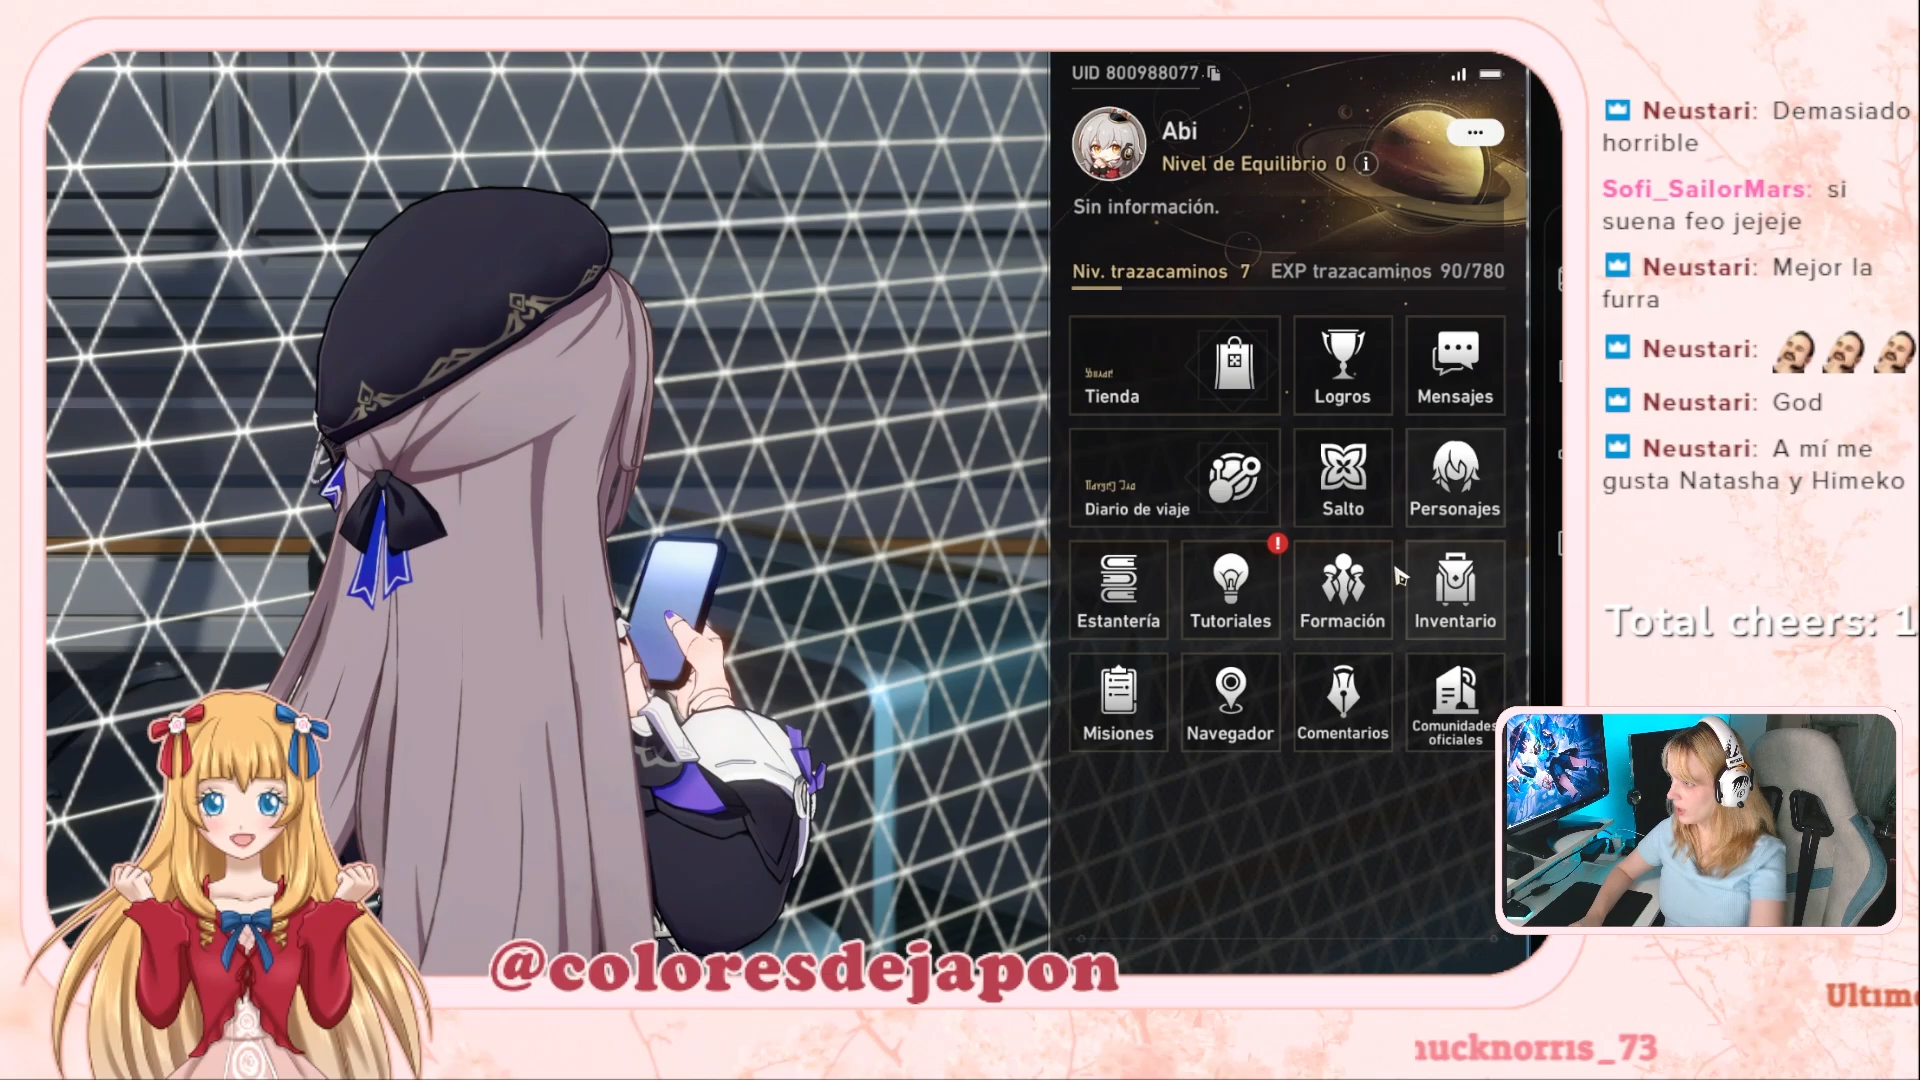 UID 800988077
Abi
Nivel de Equilibrio 0
Sin información.
Niv. trazacaminos 7 EXP trazacaminos 90/780
Tienda
Logros
Mensajes
Diario de viaje
Salto
Personajes
Estantería
Tutoriales
Formación
Inventario
Misiones
Navegador
Comentarios
Comunidades
oficiales
Neustari: Demasiado
horrible
Sofi_SailorMars: si
suena feo jejeje
Neustari: Mejor la
furra
Neustari:
Neustari: God
Neustari: A mí me
gusta Natasha y Himeko
Total cheers: 1
@coloresdejapon
Ultimo
nucknorris_73